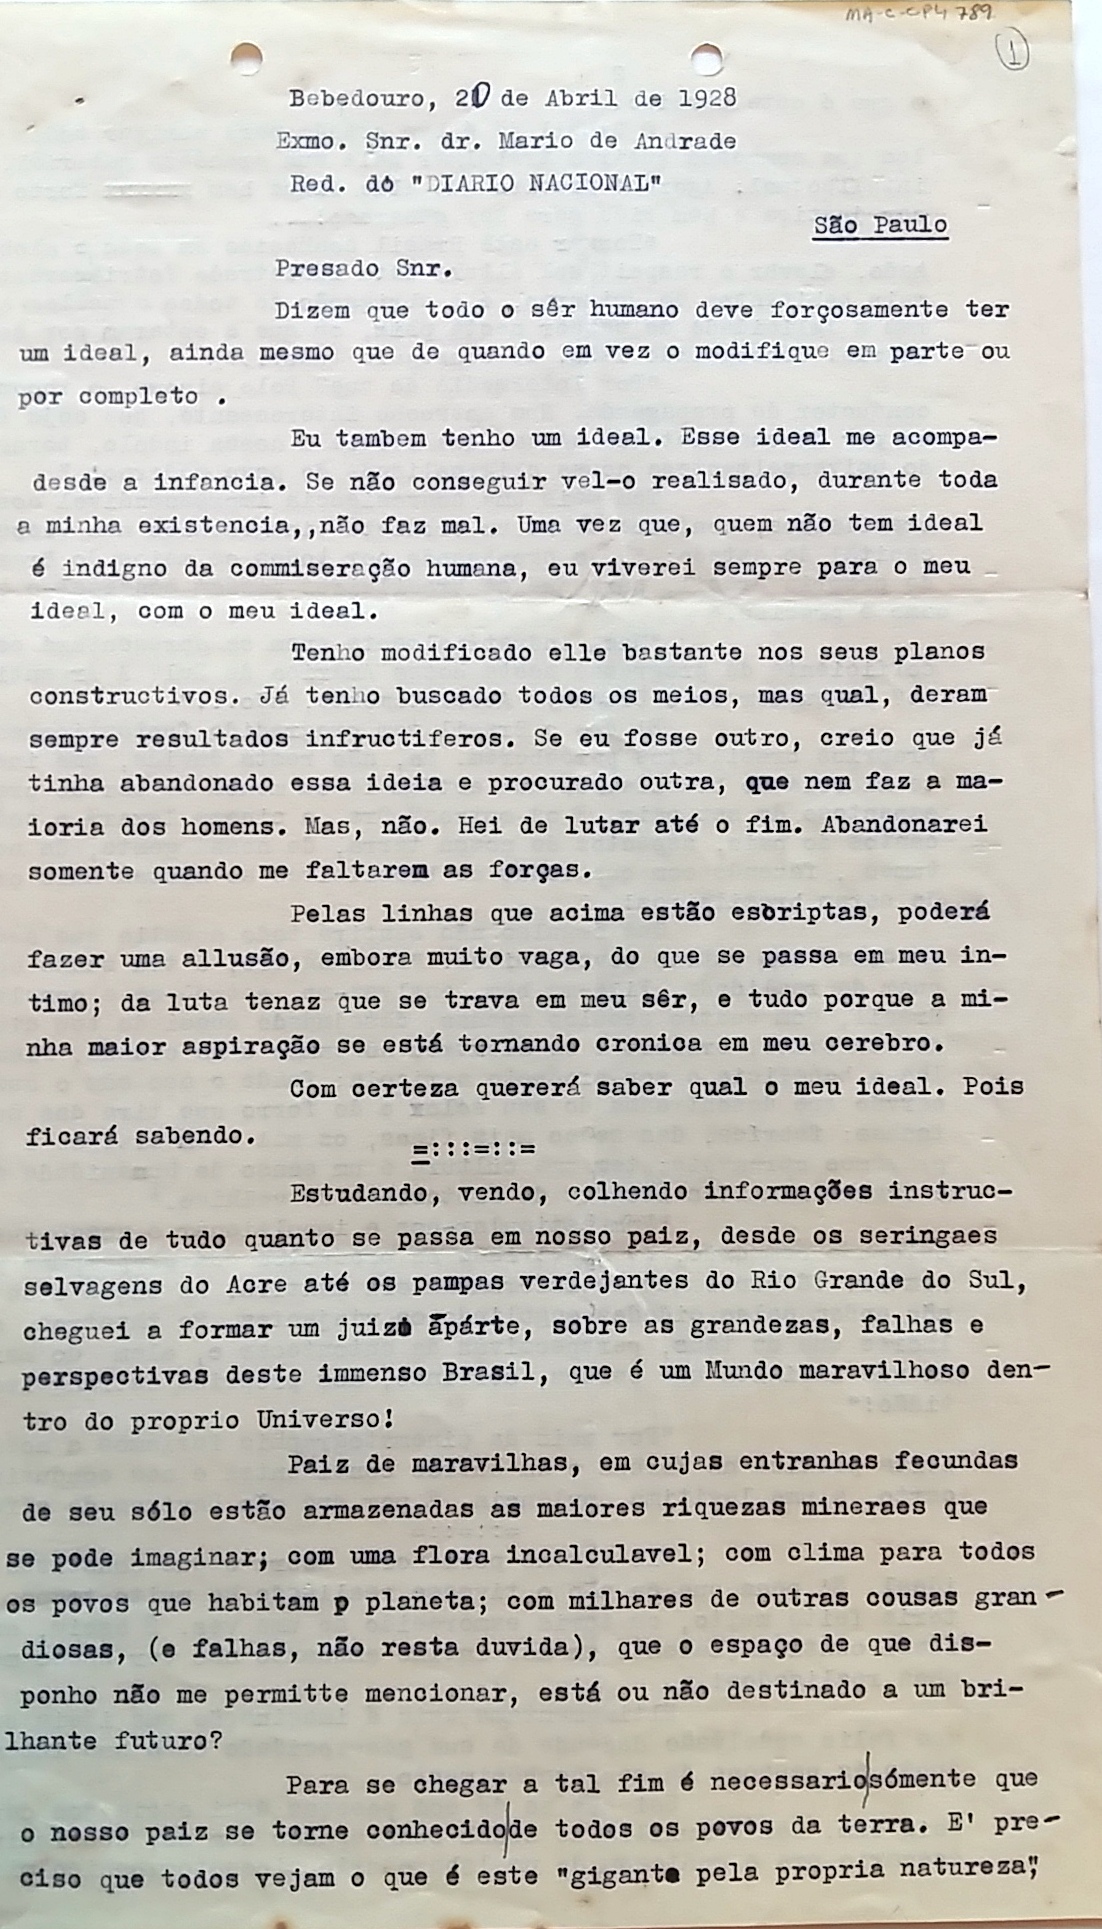 MA-C-CPL 789
1
Bebedouro, 20 de Abril de 1928
Exmo. Snr. dr. Mario de Andrade
Red. do "DIARIO NACIONAL"
São Paulo
Presado Snr.
Dizem que todo o sêr humano deve forçosamente ter
um ideal, ainda mesmo que de quando em vez o modifique em parte ou
por completo .
Eu tambem tenho um ideal. Esse ideal me acompa-
desde a infancia. Se não conseguir vel-o realisado, durante toda
a minha existencia,,não faz mal. Uma vez que, quem não tem ideal
é indigno da commiseração humana, eu viverei sempre para o meu
ideal, com o meu ideal.
Tenho modificado elle bastante nos seus planos
constructivos. Já tenho buscado todos os meios, mas qual, deram
sempre resultados infructiferos. Se eu fosse outro, creio que já
tinha abandonado essa ideia e procurado outra, que nem faz a ma-
ioria dos homens. Mas, não. Hei de lutar até o fim. Abandonarei
somente quando me faltarem as forças.
Pelas linhas que acima estão escriptas, poderá
fazer uma allusão, embora muito vaga, do que se passa em meu in-
timo; da luta tenaz que se trava em meu sêr, e tudo porque a mi-
nha maior aspiração se está tornando cronica em meu cerebro.
Com certeza quererá saber qual o meu ideal. Pois
ficará sabendo.
=:::=::=
Estudando, vendo, colhendo informações instruc-
tivas de tudo quanto se passa em nosso paiz, desde os seringaes
selvagens do Acre até os pampas verdejantes do Rio Grande do Sul,
cheguei a formar um juizo āpárte, sobre as grandezas, falhas e
perspectivas deste immenso Brasil, que é um Mundo maravilhoso den-
tro do proprio Universo!
Paiz de maravilhas, em cujas entranhas fecundas
de seu sólo estão armazenadas as maiores riquezas mineraes que
se pode imaginar; com uma flora incalculavel; com clima para todos
os povos que habitam p planeta; com milhares de outras cousas gran-
diosas, (e falhas, não resta duvida), que o espaço de que dis-
ponho não me permitte mencionar, está ou não destinado a um bri-
lhante futuro?
Para se chegar a tal fim é necessario|sómente que
o nosso paiz se torne conhecido|de todos os povos da terra. E' pre-
ciso que todos vejam o que é este "gigante pela propria natureza",